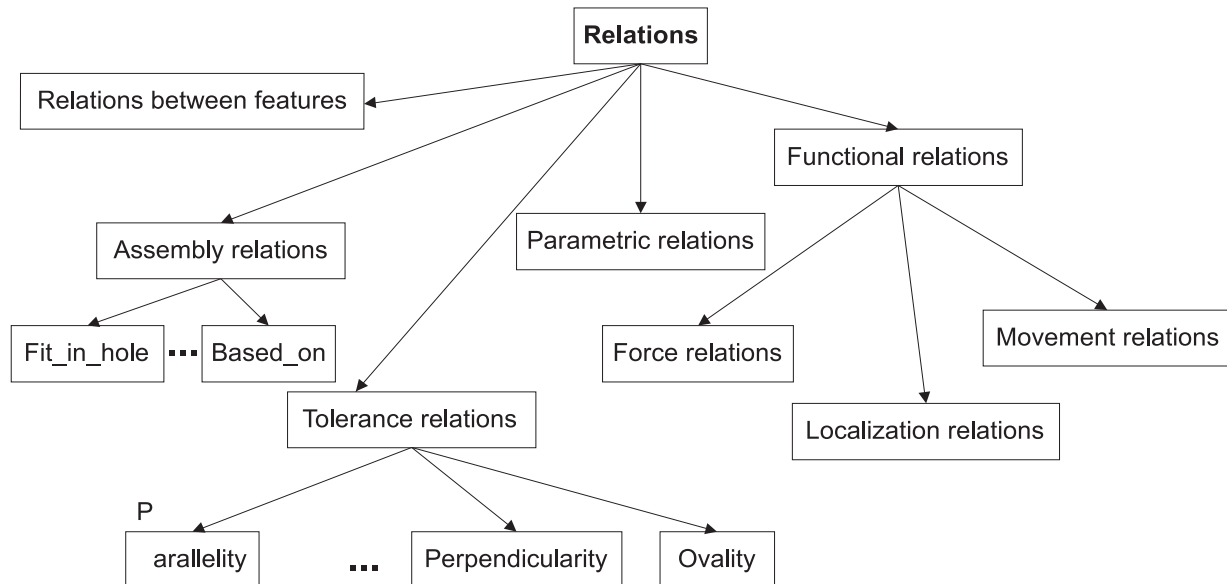 Relations
Relations between features
Functional relations
Assembly relations
Parametric relations
Fit_in_hole
...
Based_on
Force relations
Movement relations
Tolerance relations
Localization relations
P
arallelity
...
Perpendicularity
Ovality